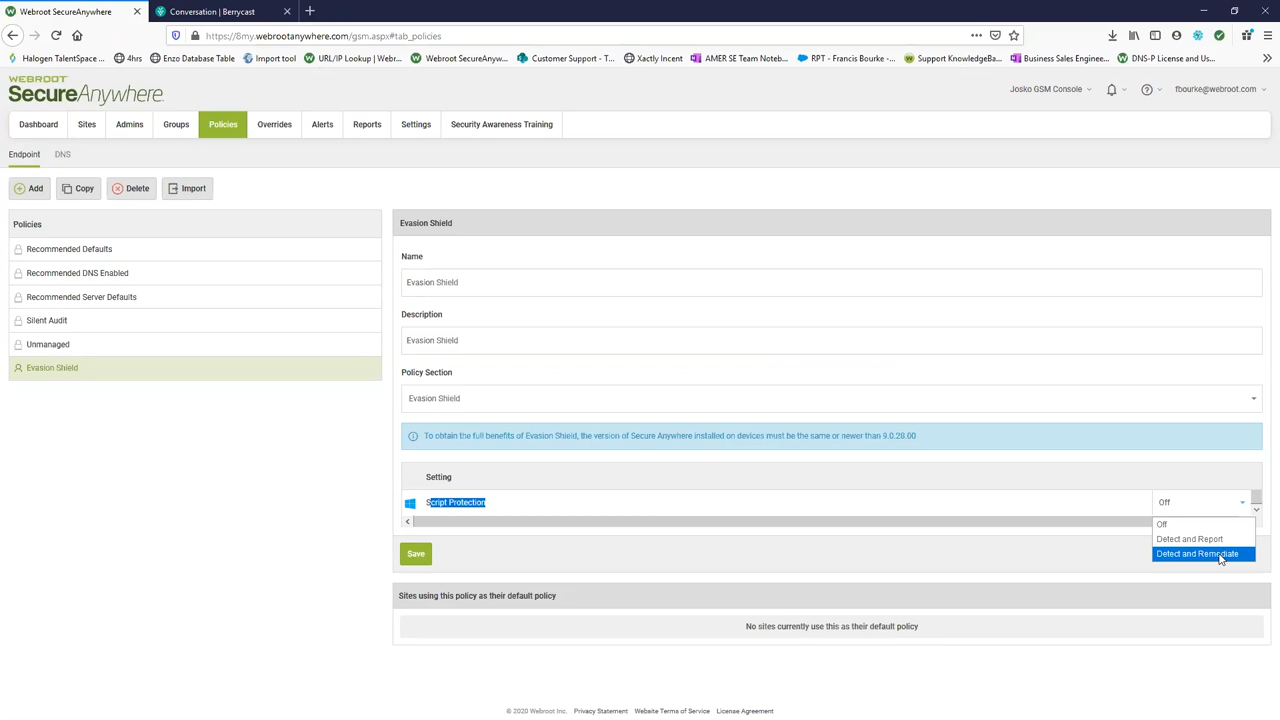 Webroot SecureAnywhere
Conversation | Berrycast
https://8my.webrootanywhere.com/gsm.aspx#tab_policies
Halogen TalentSpace ...
4hrs
Enzo Database Table
Import tool
URL/IP Lookup | Webr...
Webroot SecureAnyw...
Customer Support - T...
Xactly Incent
AMER SE Team Noteb...
RPT - Francis Bourke - ...
Support KnowledgeBa...
Business Sales Enginee...
DNS-P License and Us...
WEBROOT
SecureAnywhere.
Josko GSM Console
fbourke@webroot.com
Dashboard
Sites
Admins
Groups
Policies
Overrides
Alerts
Reports
Settings
Security Awareness Training
Endpoint
DNS
Add
Copy
Delete
Import
Policies
Recommended Defaults
Recommended DNS Enabled
Recommended Server Defaults
Silent Audit
Unmanaged
Evasion Shield
Evasion Shield
Name
Evasion Shield
Description
Evasion Shield
Policy Section
Evasion Shield
To obtain the full benefits of Evasion Shield, the version of Secure Anywhere installed on devices must be the same or newer than 9.0.28.00
Setting
Script Protection
Off
Off
Detect and Report
Detect and Remediate
Save
Sites using this policy as their default policy
No sites currently use this as their default policy
© 2020 Webroot Inc.
Privacy Statement
Website Terms of Service
License Agreement